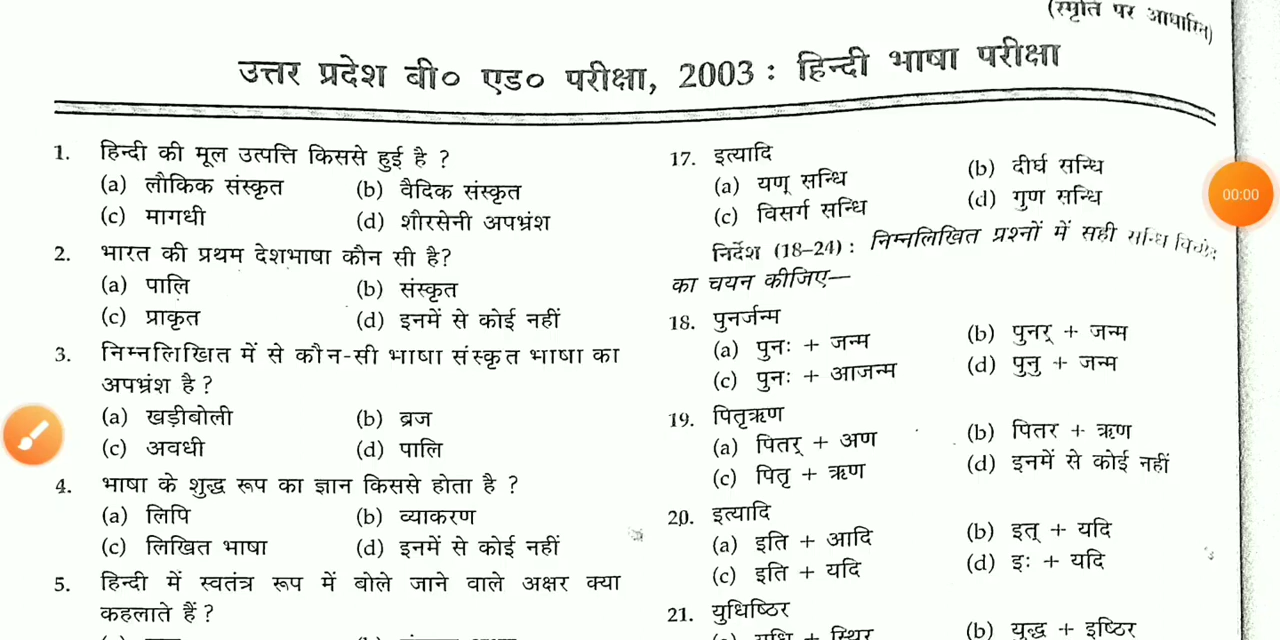 (स्मृति पर आधारित)
उत्तर प्रदेश बी० एड० परीक्षा, 2003 : हिन्दी भाषा परीक्षा
1. हिन्दी की मूल उत्पत्ति किससे हुई है ?
(a) लौकिक संस्कृत (b) वैदिक संस्कृत
(c) मागधी (d) शौरसेनी अपभ्रंश
2. भारत की प्रथम देशभाषा कौन सी है?
(a) पालि (b) संस्कृत
(c) प्राकृत (d) इनमें से कोई नहीं
3. निम्नलिखित में से कौन-सी भाषा संस्कृत भाषा का
अपभ्रंश है ?
(a) खड़ीबोली (b) ब्रज
(c) अवधी (d) पालि
4. भाषा के शुद्ध रूप का ज्ञान किससे होता है ?
(a) लिपि (b) व्याकरण
(c) लिखित भाषा (d) इनमें से कोई नहीं
5. हिन्दी में स्वतंत्र रूप में बोले जाने वाले अक्षर क्या
कहलाते हैं ?
17. इत्यादि
(a) यण् सन्धि (b) दीर्घ सन्धि
(c) विसर्ग सन्धि (d) गुण सन्धि
निर्देश (18–24) : निम्नलिखित प्रश्नों में सही सन्धि विच्छेद
का चयन कीजिए—
18. पुनर्जन्म
(a) पुनः + जन्म (b) पुनर् + जन्म
(c) पुनः + आजन्म (d) पुनु + जन्म
19. पितृऋण
(a) पितर् + अण (b) पितर + ऋण
(c) पितृ + ऋण (d) इनमें से कोई नहीं
20. इत्यादि
(a) इति + आदि (b) इत् + यदि
(c) इति + यदि (d) इः + यदि
21. युधिष्ठिर
(b) युद्ध + इष्ठिर
00:00